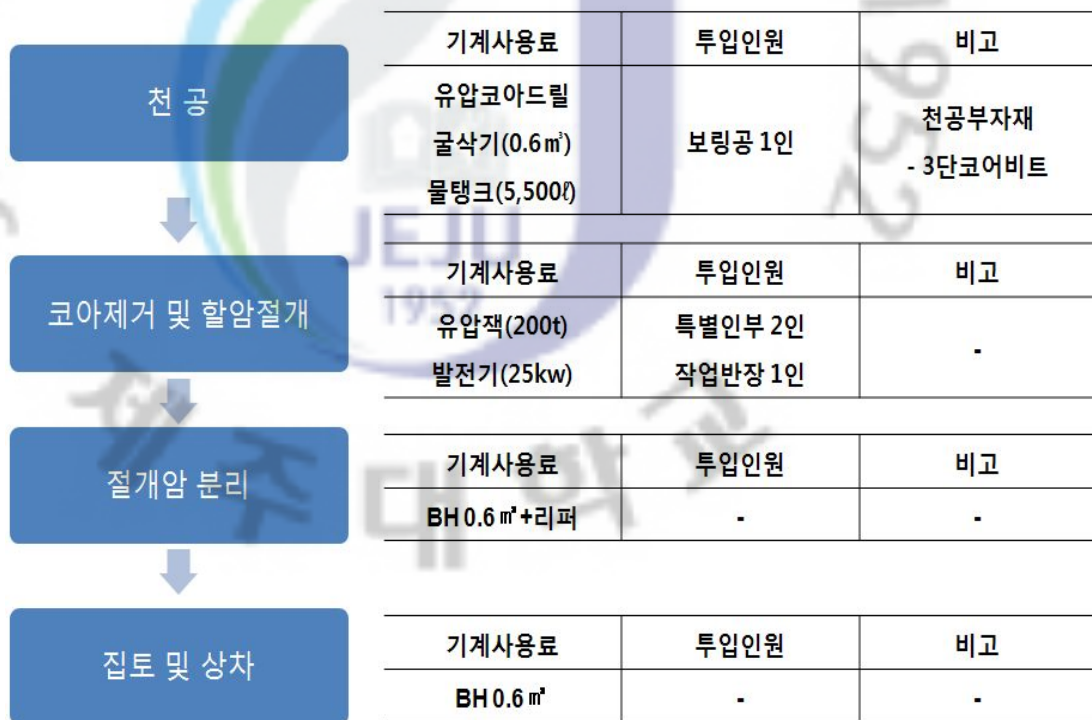 천 공
기계사용료 투입인원 비고
유압코아드릴
굴삭기(0.6㎥)
물탱크(5,500ℓ)
보링공 1인
천공부자재
- 3단코어비트
코아제거 및 할암절개
기계사용료 투입인원 비고
유압잭(200t)
발전기(25kw)
특별인부 2인
작업반장 1인
-
절개암 분리
기계사용료 투입인원 비고
BH 0.6㎥+리퍼 - -
집토 및 상차
기계사용료 투입인원 비고
BH 0.6㎥ - -
JEJU
1952
제주대학교
1952